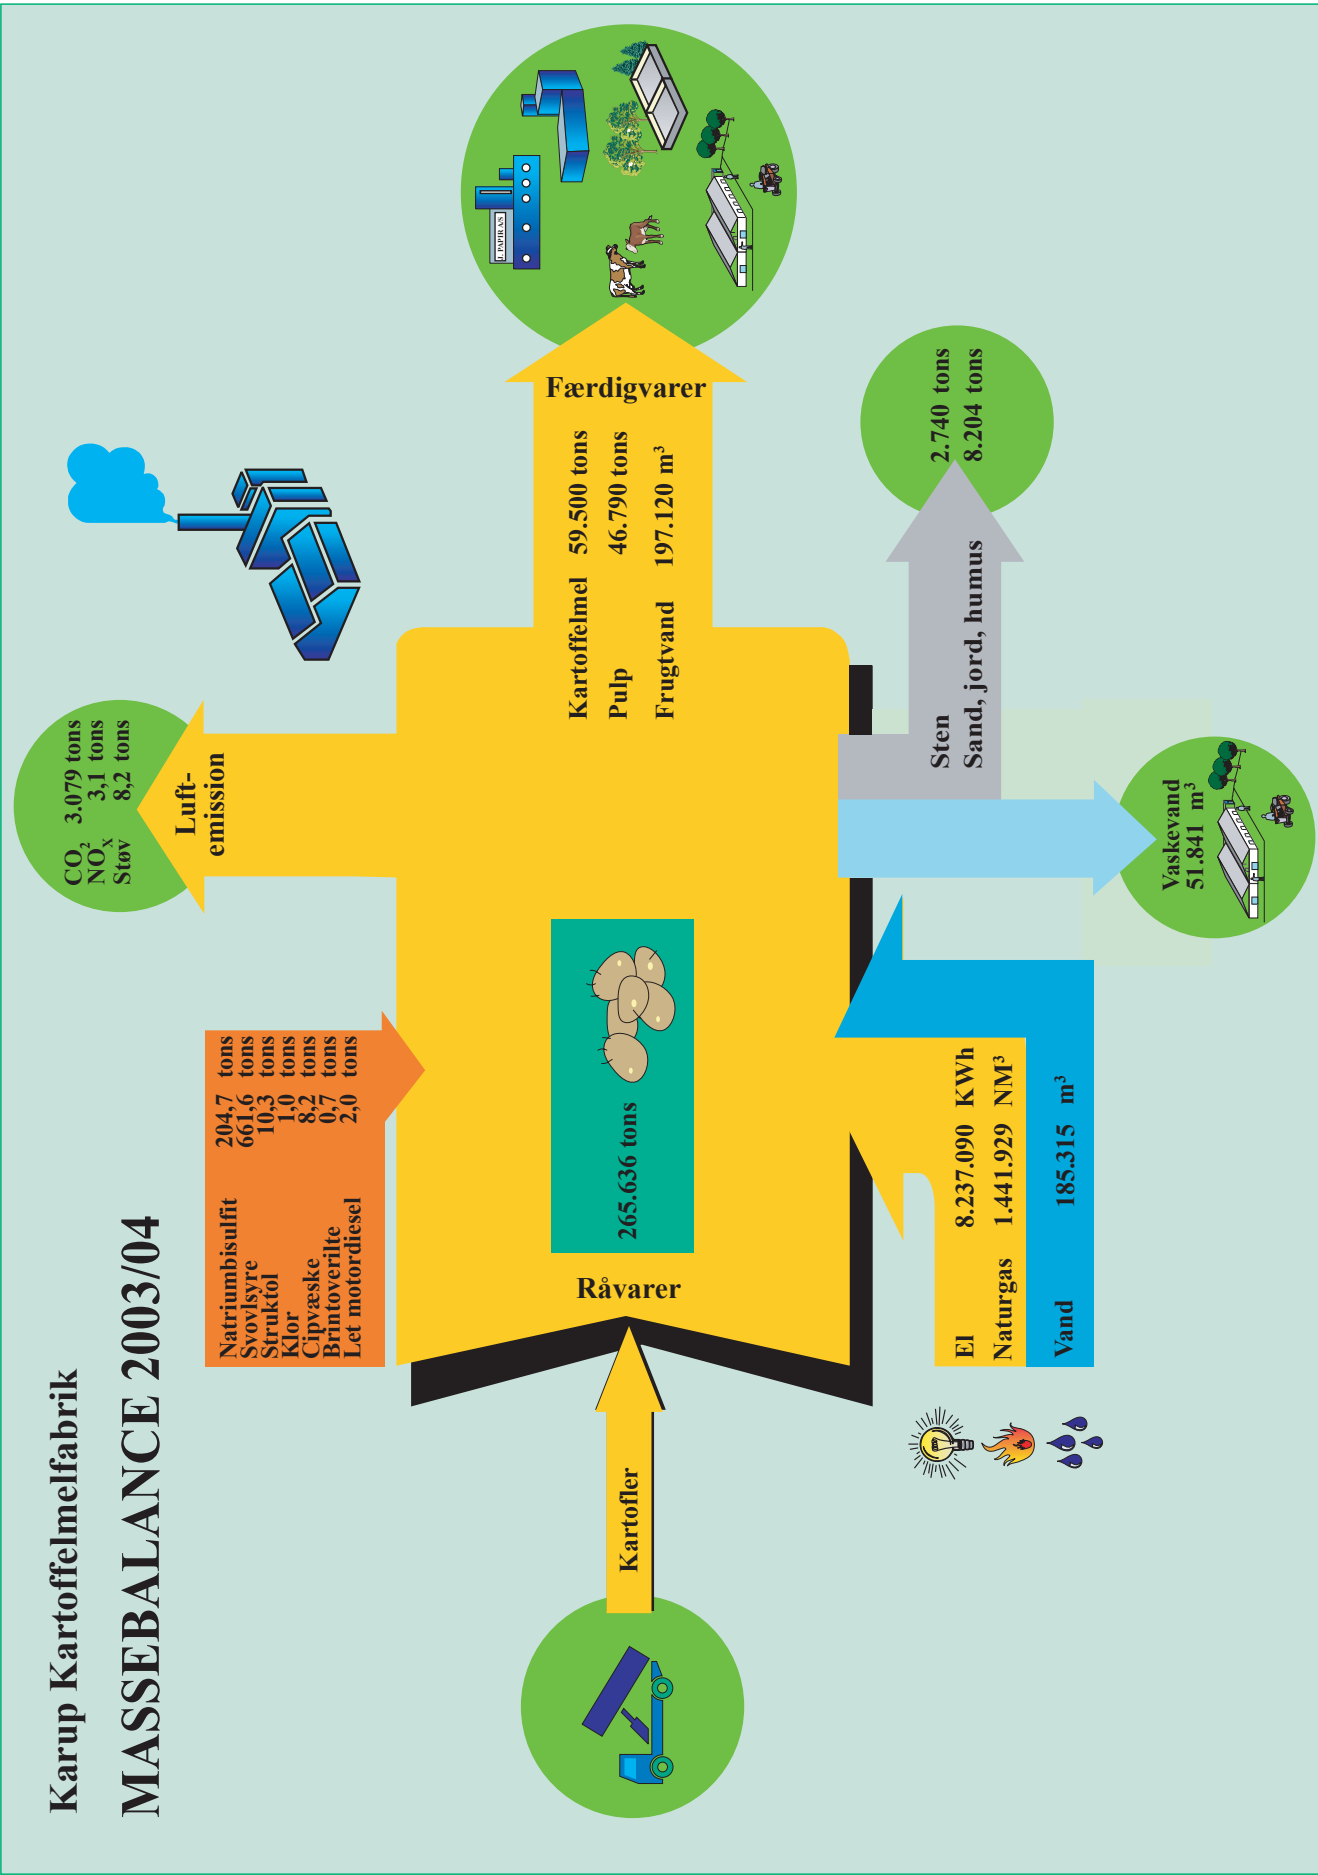 Karup Kartoffelmelfabrik
MASSEBALANCE 2003/04
Natriumbisulfit 204,7 tons
Svovlsyre 661,6 tons
Struktol 10,3 tons
Klor 1,0 tons
Cipvæske 8,2 tons
Brintoverilte 0,7 tons
Let motordiesel 2,0 tons
CO2 3.079 tons
NOX 3,1 tons
Støv 8,2 tons
Luft-
emission
Kartofler
Råvarer
265.636 tons
Færdigvarer
Kartoffelmel 59.500 tons
Pulp 46.790 tons
Frugtvand 197.120 m³
J. PAPIR A/S
El 8.237.090 KWh
Naturgas 1.441.929 NM³
Vand 185.315 m³
Sten 2.740 tons
Sand, jord, humus 8.204 tons
Vaskevand
51.841 m³